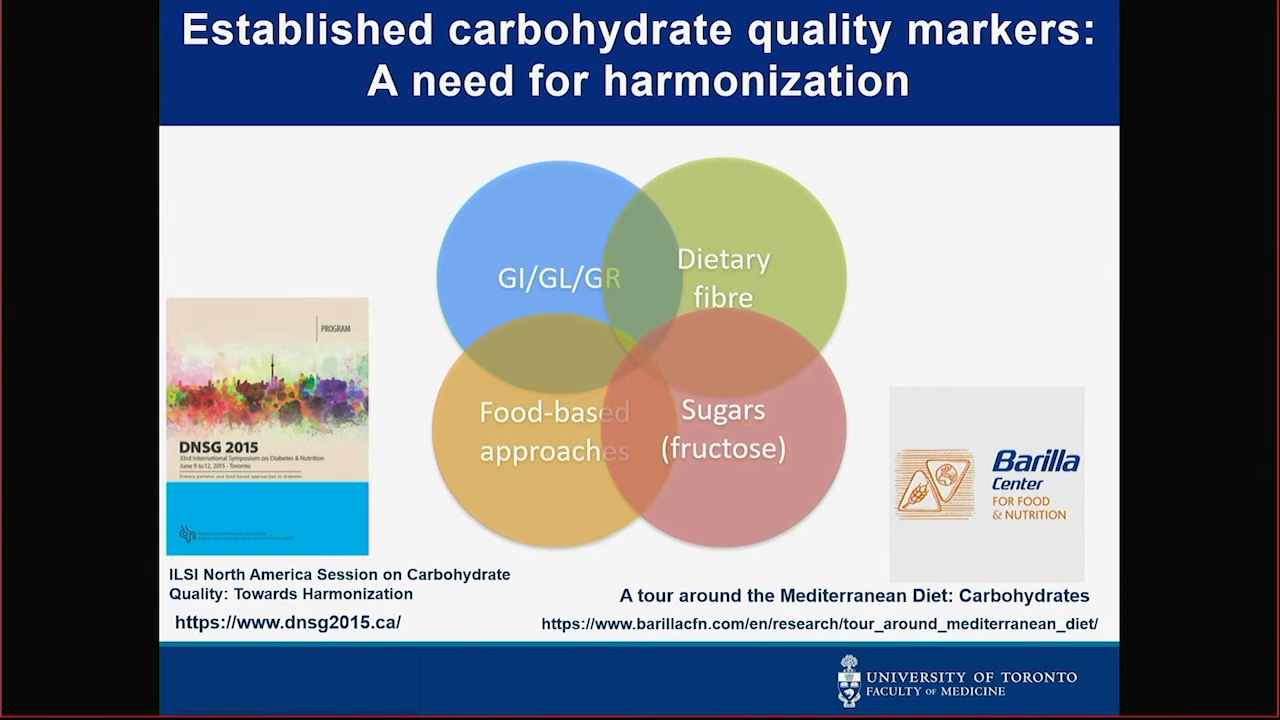 Established carbohydrate quality markers:
A need for harmonization
GI/GL/GR
Dietary
fibre
Food-based
approaches
Sugars
(fructose)
PROGRAM
DNSG 2015
33rd International Symposium on Diabetes & Nutrition
June 9 to 12, 2015 - Toronto
Dietary patterns and food based approaches in diabetes
ILSI North America Session on Carbohydrate
Quality: Towards Harmonization
https://www.dnsg2015.ca/
Barilla
Center
FOR FOOD
& NUTRITION
A tour around the Mediterranean Diet: Carbohydrates
https://www.barillacfn.com/en/research/tour_around_mediterranean_diet/
UNIVERSITY OF TORONTO
FACULTY OF MEDICINE